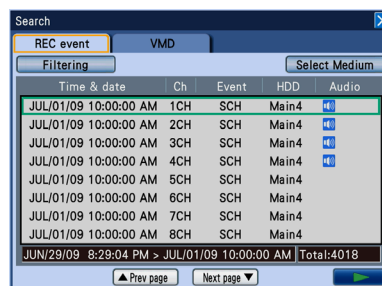 Search
REC event VMD
Filtering Select Medium
Time & date Ch Event HDD Audio
JUL/01/09 10:00:00 AM 1CH SCH Main4
JUL/01/09 10:00:00 AM 2CH SCH Main4
JUL/01/09 10:00:00 AM 3CH SCH Main4
JUL/01/09 10:00:00 AM 4CH SCH Main4
JUL/01/09 10:00:00 AM 5CH SCH Main4
JUL/01/09 10:00:00 AM 6CH SCH Main4
JUL/01/09 10:00:00 AM 7CH SCH Main4
JUL/01/09 10:00:00 AM 8CH SCH Main4
JUN/29/09 8:29:04 PM > JUL/01/09 10:00:00 AM Total:4018
▲ Prev page Next page ▼